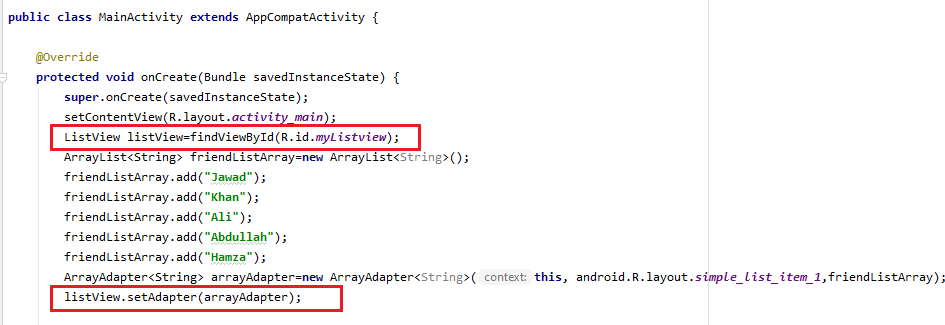 public class MainActivity extends AppCompatActivity {
@Override
protected void onCreate(Bundle savedInstanceState) {
super.onCreate(savedInstanceState);
setContentView(R.layout.activity_main);
ListView listView=findViewById(R.id.myListview);
ArrayList<String> friendListArray=new ArrayList<String>();
friendListArray.add("Jawad");
friendListArray.add("Khan");
friendListArray.add("Ali");
friendListArray.add("Abdullah");
friendListArray.add("Hamza");
ArrayAdapter<String> arrayAdapter=new ArrayAdapter<String>( context: this, android.R.layout.simple_list_item_1,friendListArray);
listView.setAdapter(arrayAdapter);